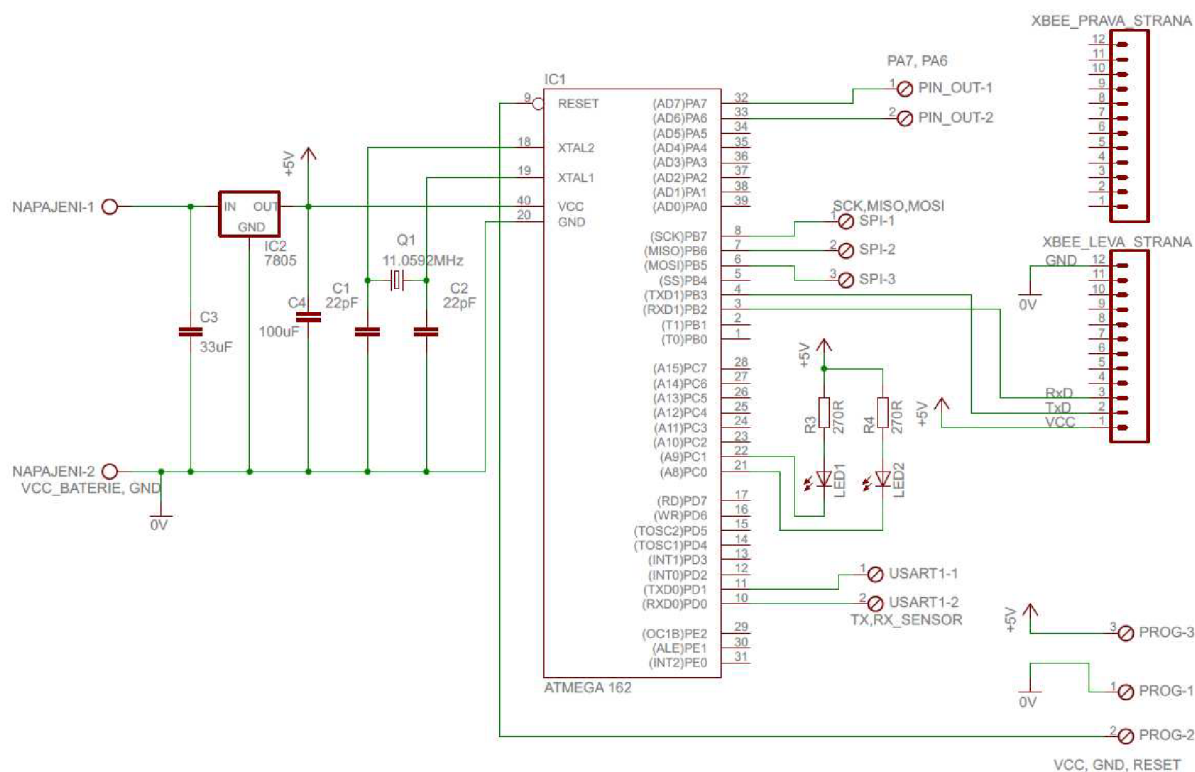 XBEE_PRAVA_STRANA
12
11
10
9
8
7
6
5
4
3
2
1
PA7, PA6
1 PIN_OUT-1
2 PIN_OUT-2
IC1
9 RESET
18 XTAL2
19 XTAL1
40 VCC
20 GND
(AD7)PA7 32
(AD6)PA6 33
(AD5)PA5 34
(AD4)PA4 35
(AD3)PA3 36
(AD2)PA2 37
(AD1)PA1 38
(AD0)PA0 39
(SCK)PB7 8
(MISO)PB6 7
(MOSI)PB5 6
(SS)PB4 5
(TXD1)PB3 4
(RXD1)PB2 3
(T1)PB1 2
(T0)PB0 1
(A15)PC7 28
(A14)PC6 27
(A13)PC5 26
(A12)PC4 25
(A11)PC3 24
(A10)PC2 23
(A9)PC1 22
(A8)PC0 21
(RD)PD7 17
(WR)PD6 16
(TOSC2)PD5 15
(TOSC1)PD4 14
(INT1)PD3 13
(INT0)PD2 12
(TXD0)PD1 11
(RXD0)PD0 10
(OC1B)PE2 29
(ALE)PE1 30
(INT2)PE0 31
ATMEGA 162
+5V
NAPAJENI-1
IN OUT
GND
IC2
7805
Q1
11.0592MHz
C1
22pF
C2
22pF
C3
33uF
C4
100uF
NAPAJENI-2
VCC_BATERIE, GND
0V
SCK,MISO,MOSI
1 SPI-1
2 SPI-2
3 SPI-3
XBEE_LEVA_STRANA
GND 12
11
10
9
8
7
6
5
4
RxD 3
TxD 2
VCC 1
0V
+5V
+5V
R3
270R
R4
270R
LED1
LED2
1 USART1-1
2 USART1-2
TX,RX_SENSOR
+5V
3 PROG-3
0V
1 PROG-1
2 PROG-2
VCC, GND, RESET